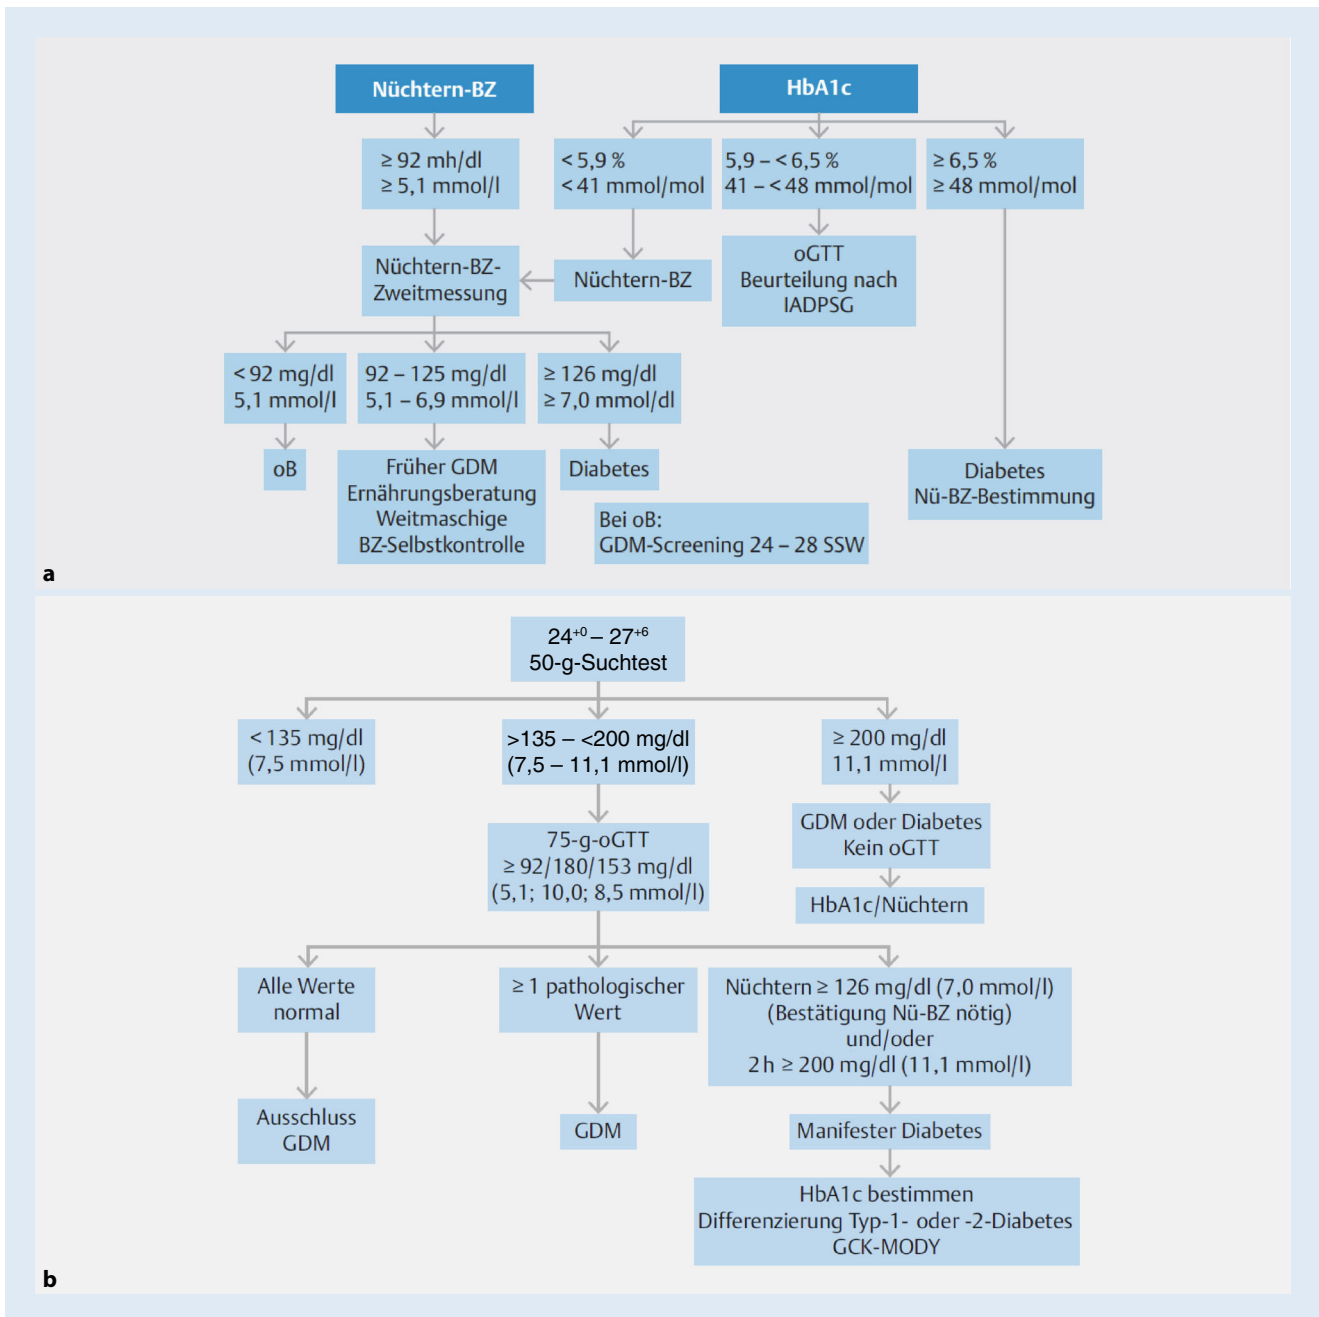 Nüchtern-BZ
HbA1c
≥ 92 mh/dl
≥ 5,1 mmol/l
< 5,9 %
< 41 mmol/mol
5,9 – < 6,5 %
41 – < 48 mmol/mol
≥ 6,5 %
≥ 48 mmol/mol
Nüchtern-BZ-
Zweitmessung
Nüchtern-BZ
oGTT
Beurteilung nach
IADPSG
< 92 mg/dl
5,1 mmol/l
92 – 125 mg/dl
5,1 – 6,9 mmol/l
≥ 126 mg/dl
≥ 7,0 mmol/dl
oB
Früher GDM
Ernährungsberatung
Weitmaschige
BZ-Selbstkontrolle
Diabetes
Diabetes
Nü-BZ-Bestimmung
Bei oB:
GDM-Screening 24 – 28 SSW
a
24+0 – 27+6
50-g-Suchtest
< 135 mg/dl
(7,5 mmol/l)
>135 – <200 mg/dl
(7,5 – 11,1 mmol/l)
≥ 200 mg/dl
11,1 mmol/l
75-g-oGTT
≥ 92/180/153 mg/dl
(5,1; 10,0; 8,5 mmol/l)
GDM oder Diabetes
Kein oGTT
HbA1c/Nüchtern
Alle Werte
normal
≥ 1 pathologischer
Wert
Nüchtern ≥ 126 mg/dl (7,0 mmol/l)
(Bestätigung Nü-BZ nötig)
und/oder
2 h ≥ 200 mg/dl (11,1 mmol/l)
Ausschluss
GDM
GDM
Manifester Diabetes
HbA1c bestimmen
Differenzierung Typ-1- oder -2-Diabetes
GCK-MODY
b